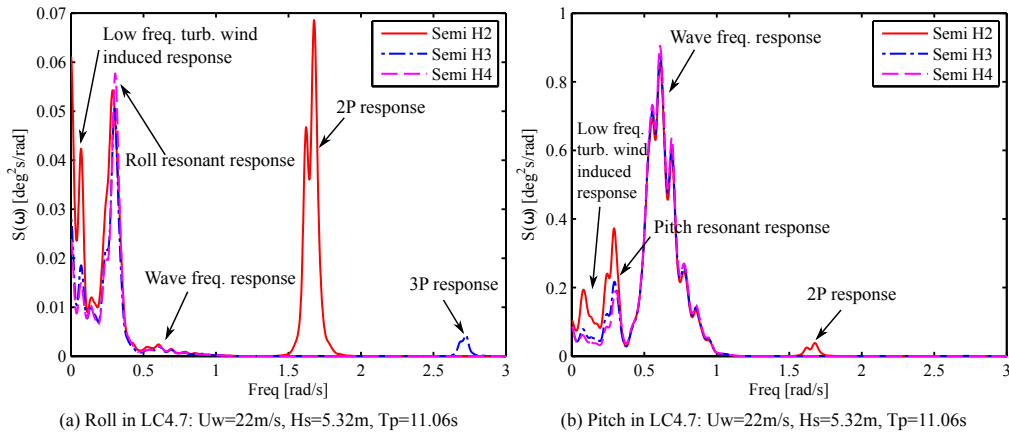 0.07
0.06
0.05
0.04
0.03
0.02
0.01
0
S(ω) [deg²s/rad]
0 0.5 1 1.5 2 2.5 3
Freq [rad/s]
Low freq. turb. wind
induced response
Roll resonant response
Wave freq. response
2P response
3P response
Semi H2
Semi H3
Semi H4
(a) Roll in LC4.7: Uw=22m/s, Hs=5.32m, Tp=11.06s
1
0.8
0.6
0.4
0.2
0
S(ω) [deg²s/rad]
0 0.5 1 1.5 2 2.5 3
Freq [rad/s]
Wave freq. response
Low freq.
turb. wind
induced
response
Pitch resonant response
2P response
Semi H2
Semi H3
Semi H4
(b) Pitch in LC4.7: Uw=22m/s, Hs=5.32m, Tp=11.06s